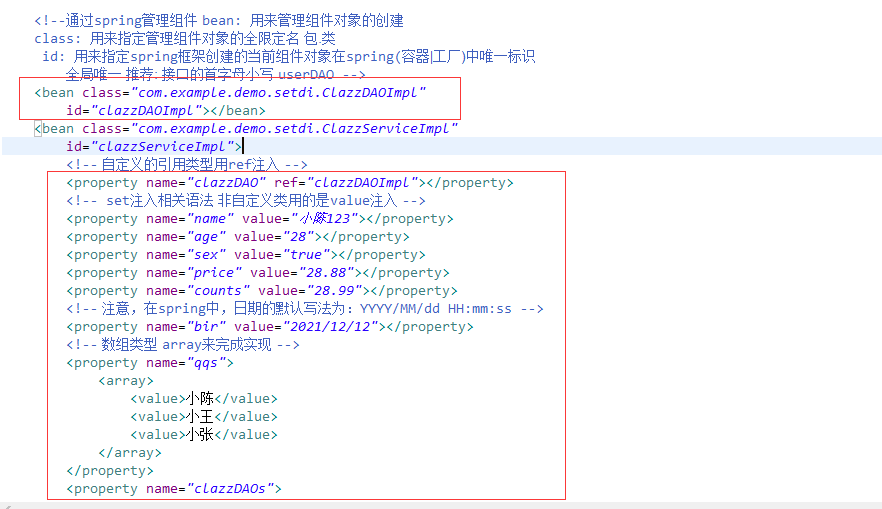 <!--通过spring管理组件 bean: 用来管理组件对象的创建
class: 用来指定管理组件对象的全限定名 包.类
id: 用来指定spring框架创建的当前组件对象在spring(容器|工厂)中唯一标识
全局唯一 推荐: 接口的首字母小写 userDAO -->
<bean class="com.example.demo.setdi.ClazzDAOImpl"
id="clazzDAOImpl"></bean>
<bean class="com.example.demo.setdi.ClazzServiceImpl"
id="clazzServiceImpl">
<!-- 自定义的引用类型用ref注入 -->
<property name="clazzDAO" ref="clazzDAOImpl"></property>
<!-- set注入相关语法 非自定义类用的是value注入 -->
<property name="name" value="小陈123"></property>
<property name="age" value="28"></property>
<property name="sex" value="true"></property>
<property name="price" value="28.88"></property>
<property name="counts" value="28.99"></property>
<!-- 注意，在spring中，日期的默认写法为：YYYY/MM/dd HH:mm:ss -->
<property name="bir" value="2021/12/12"></property>
<!-- 数组类型 array来完成实现 -->
<property name="qqs">
<array>
<value>小陈</value>
<value>小王</value>
<value>小张</value>
</array>
</property>
<property name="clazzDAOs">